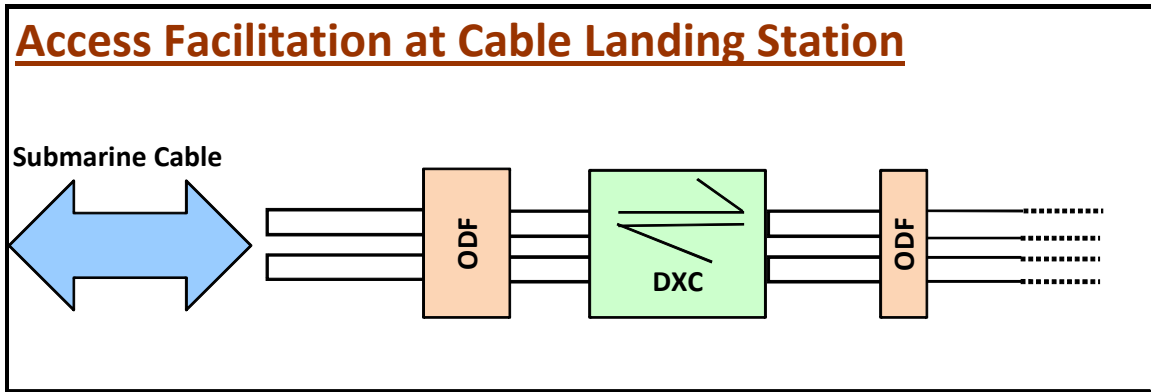 Access Facilitation at Cable Landing Station
Submarine Cable
ODF
DXC
ODF